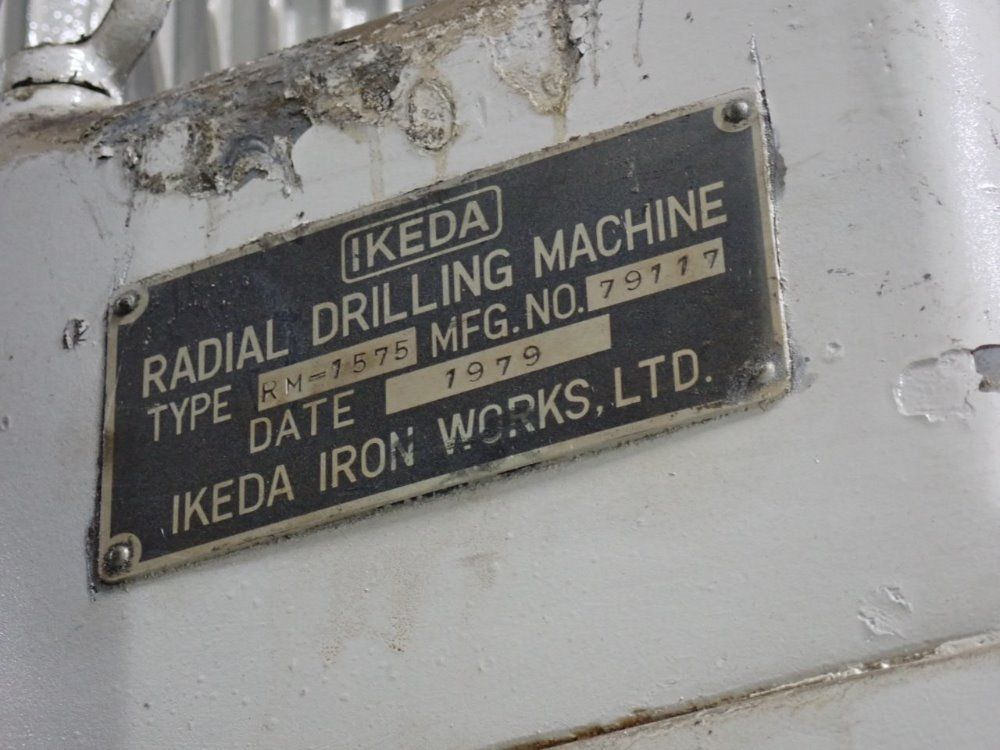 IKEDA
RADIAL DRILLING MACHINE
TYPE RM-1575 MFG. NO. 79117
DATE 1979
IKEDA IRON WORKS, LTD.